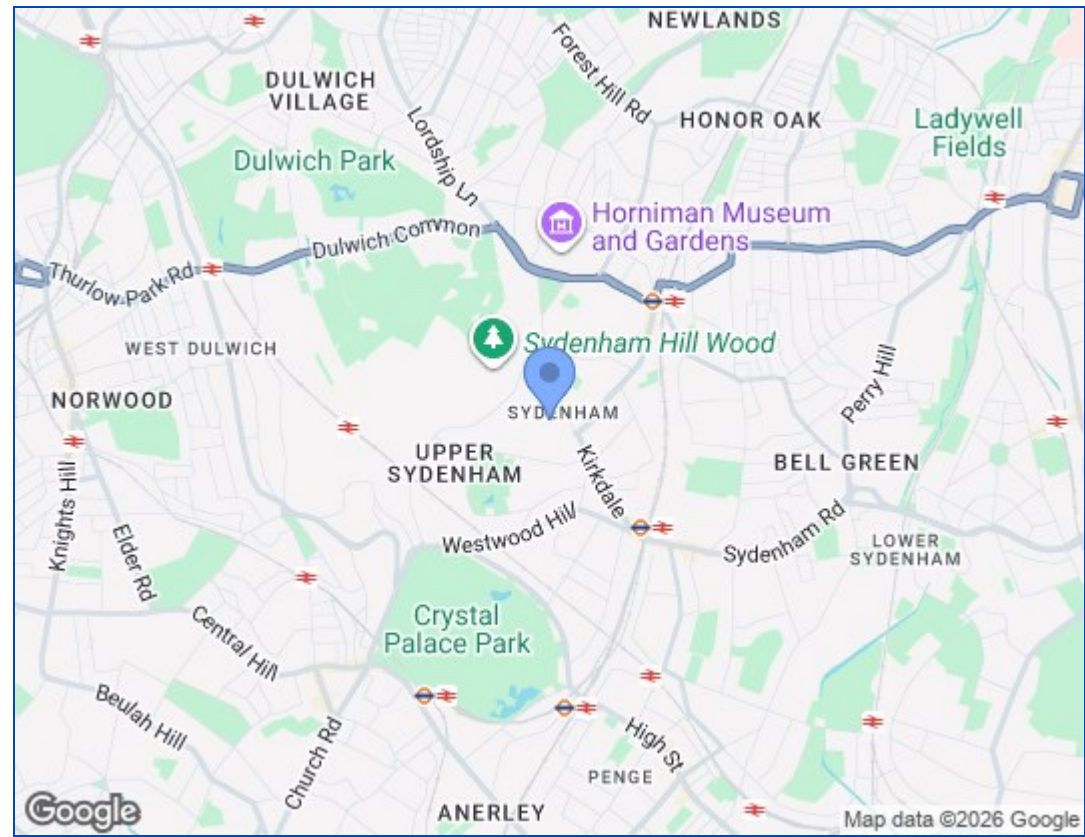 NEWLANDS
Forest Hill Rd
DULWICH
VILLAGE
HONOR OAK
Ladywell
Fields
Lordship Ln
Dulwich Park
Horniman Museum
and Gardens
Dulwich Common
Thurlow Park Rd
Sydenham Hill Wood
WEST DULWICH
Perry Hill
NORWOOD
SYDENHAM
UPPER
SYDENHAM
Kirkdale
BELL GREEN
Knights Hill
Elder Rd
Westwood Hill
Sydenham Rd
LOWER
SYDENHAM
Crystal
Palace Park
Central Hill
Beulah Hill
Church Rd
High St
PENGE
ANERLEY
Google
Map data ©2026 Google